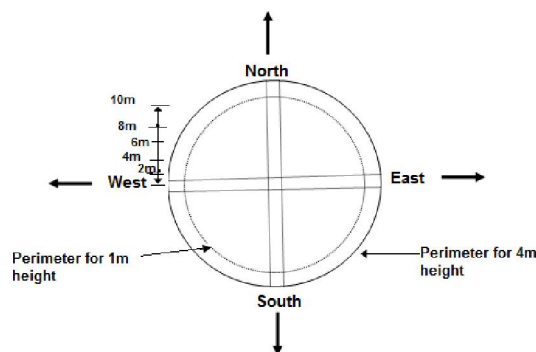 North
10m
8m
6m
4m
2m
West
East
Perimeter for 1m
height
Perimeter for 4m
height
South